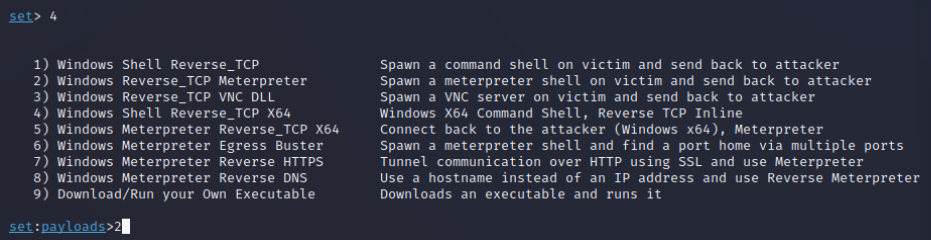 set> 4
1) Windows Shell Reverse_TCP Spawn a command shell on victim and send back to attacker
2) Windows Reverse_TCP Meterpreter Spawn a meterpreter shell on victim and send back to attacker
3) Windows Reverse_TCP VNC DLL Spawn a VNC server on victim and send back to attacker
4) Windows Shell Reverse_TCP X64 Windows X64 Command Shell, Reverse TCP Inline
5) Windows Meterpreter Reverse_TCP X64 Connect back to the attacker (Windows x64), Meterpreter
6) Windows Meterpreter Egress Buster Spawn a meterpreter shell and find a port home via multiple ports
7) Windows Meterpreter Reverse HTTPS Tunnel communication over HTTP using SSL and use Meterpreter
8) Windows Meterpreter Reverse DNS Use a hostname instead of an IP address and use Reverse Meterpreter
9) Download/Run your Own Executable Downloads an executable and runs it
set:payloads>2